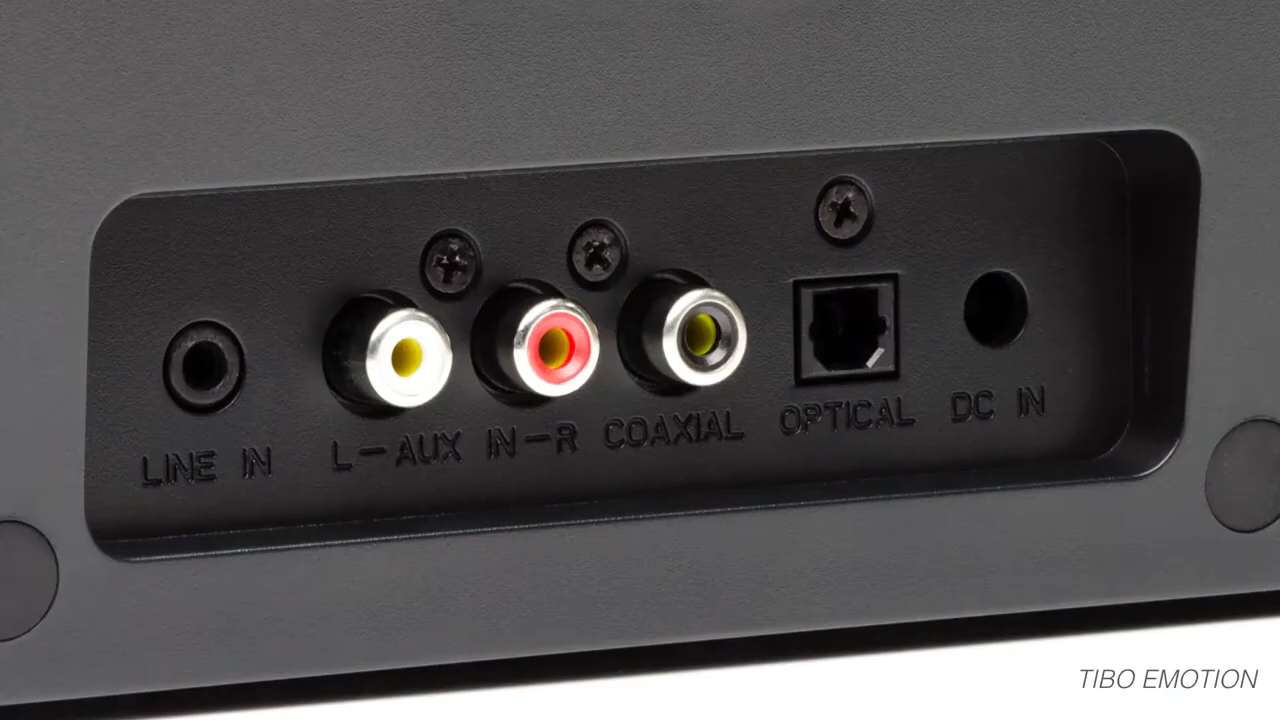 LINE IN
L-AUX IN-R
COAXIAL
OPTICAL
DC IN
TIBO EMOTION